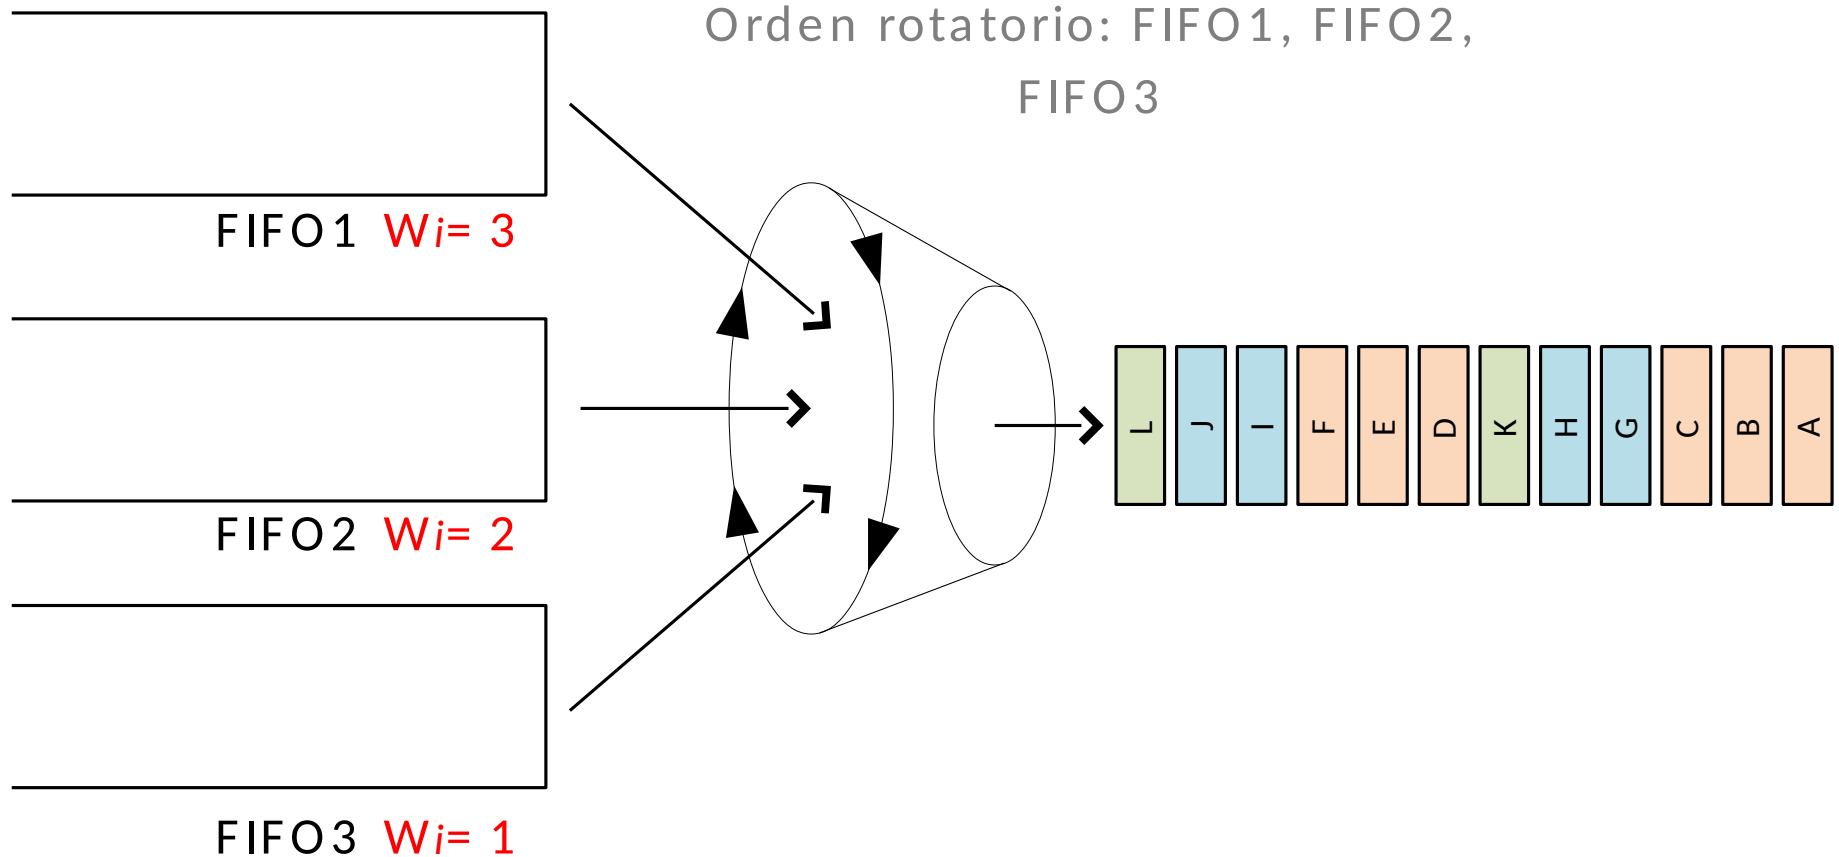 Orden rotatorio: FIFO1, FIFO2,
FIFO3
FIFO1 Wi= 3
FIFO2 Wi= 2
FIFO3 Wi= 1
L J I F E D K H G C B A